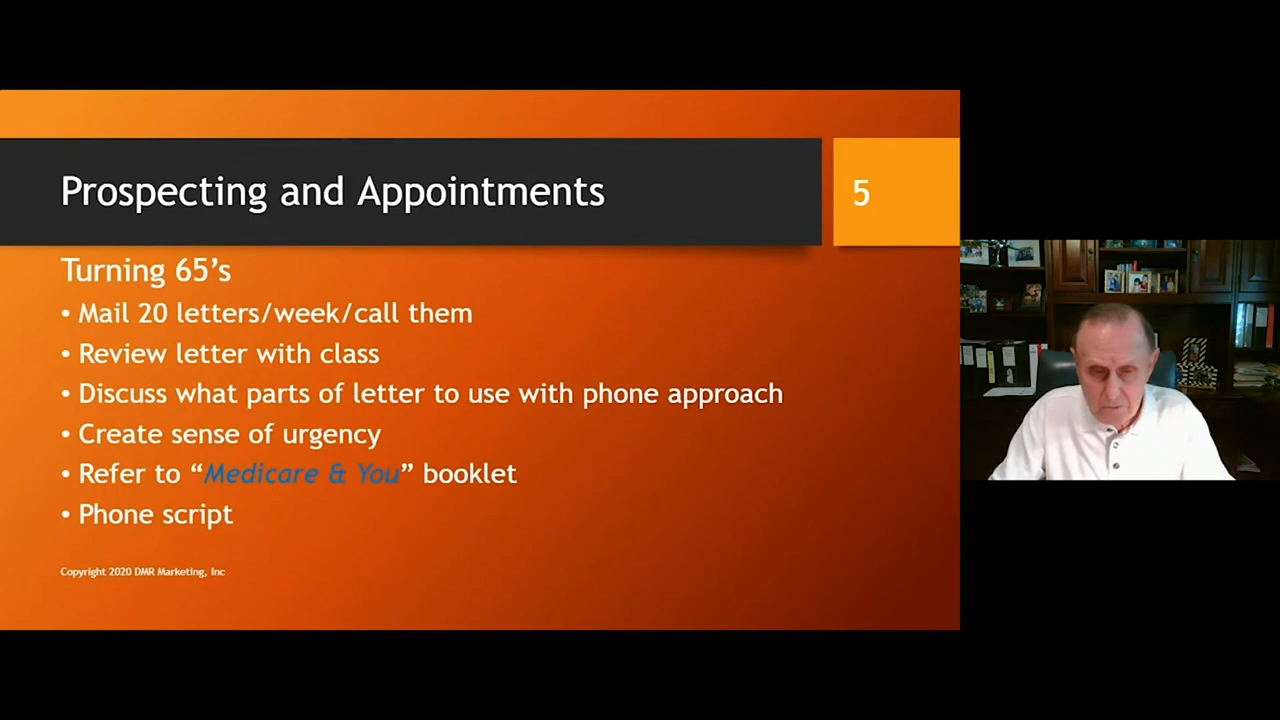 Prospecting and Appointments
5
Turning 65’s
• Mail 20 letters/week/call them
• Review letter with class
• Discuss what parts of letter to use with phone approach
• Create sense of urgency
• Refer to “Medicare & You” booklet
• Phone script
Copyright 2020 DMR Marketing, Inc